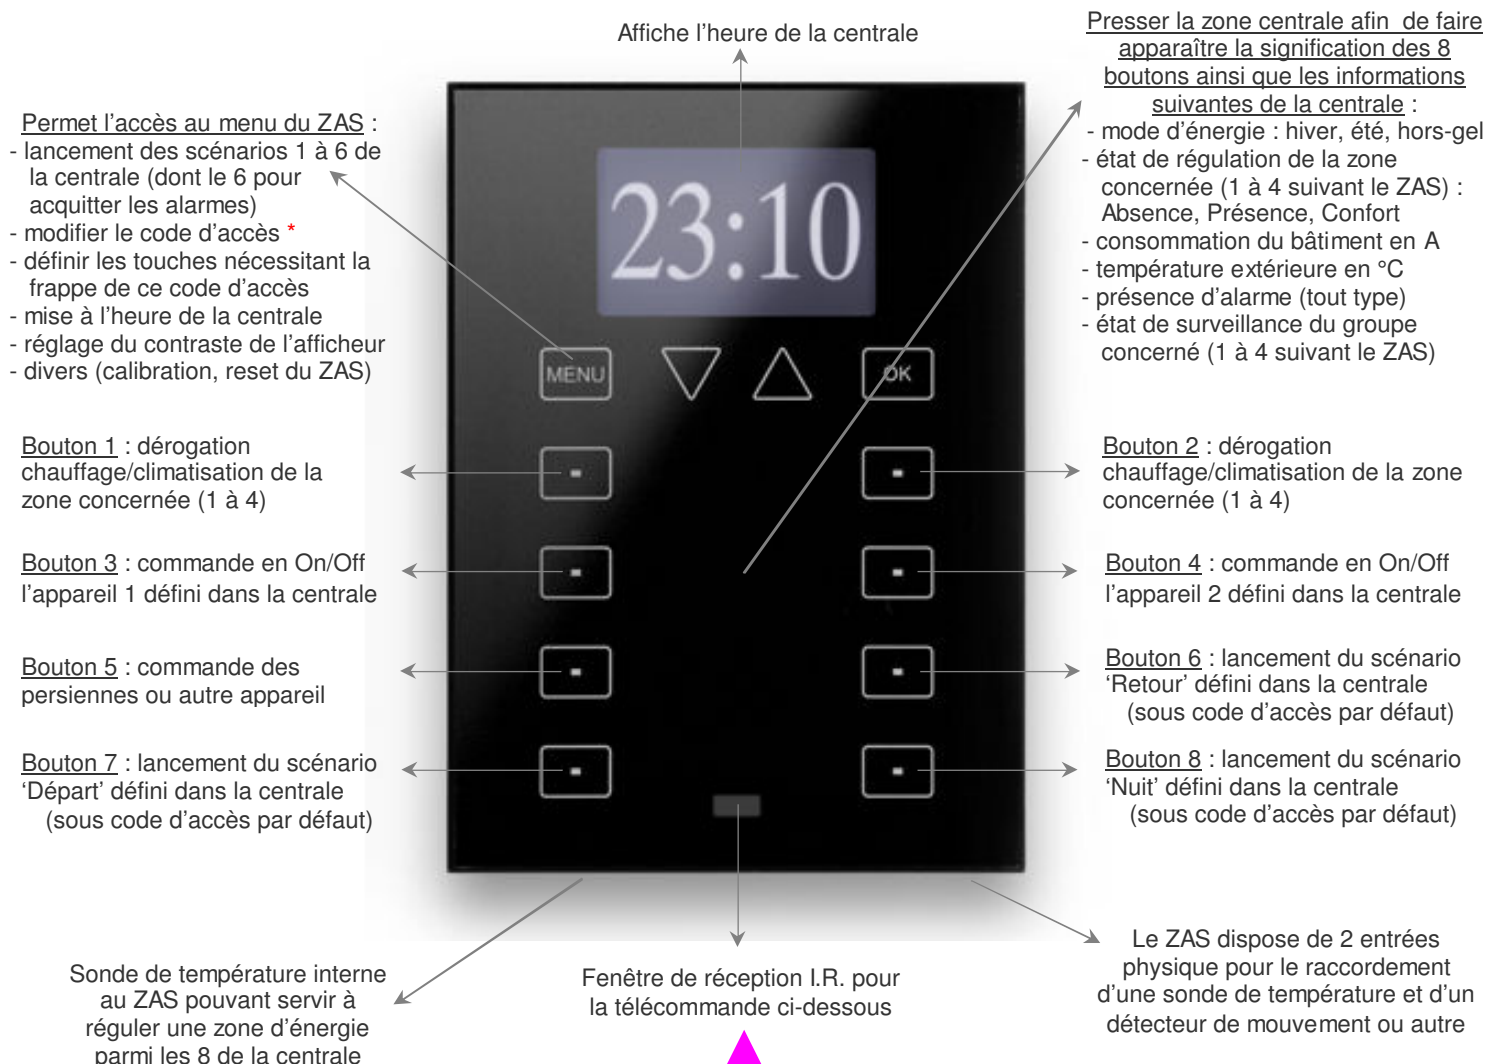 Affiche l'heure de la centrale
Presser la zone centrale afin de faire
apparaître la signification des 8
boutons ainsi que les informations
suivantes de la centrale :
- mode d'énergie : hiver, été, hors-gel
- état de régulation de la zone
concernée (1 à 4 suivant le ZAS) :
Absence, Présence, Confort
- consommation du bâtiment en A
- température extérieure en °C
- présence d'alarme (tout type)
- état de surveillance du groupe
concerné (1 à 4 suivant le ZAS)
Permet l'accès au menu du ZAS :
- lancement des scénarios 1 à 6 de
la centrale (dont le 6 pour
acquitter les alarmes)
- modifier le code d'accès *
- définir les touches nécessitant la
frappe de ce code d'accès
- mise à l'heure de la centrale
- réglage du contraste de l'afficheur
- divers (calibration, reset du ZAS)
23:10
MENU
OK
Bouton 1 : dérogation
chauffage/climatisation de la
zone concernée (1 à 4)
Bouton 2 : dérogation
chauffage/climatisation de la zone
concernée (1 à 4)
Bouton 3 : commande en On/Off
l'appareil 1 défini dans la centrale
Bouton 4 : commande en On/Off
l'appareil 2 défini dans la centrale
Bouton 5 : commande des
persiennes ou autre appareil
Bouton 6 : lancement du scénario
'Retour' défini dans la centrale
(sous code d'accès par défaut)
Bouton 7 : lancement du scénario
'Départ' défini dans la centrale
(sous code d'accès par défaut)
Bouton 8 : lancement du scénario
'Nuit' défini dans la centrale
(sous code d'accès par défaut)
Sonde de température interne
au ZAS pouvant servir à
réguler une zone d'énergie
parmi les 8 de la centrale
Fenêtre de réception I.R. pour
la télécommande ci-dessous
Le ZAS dispose de 2 entrées
physique pour le raccordement
d'une sonde de température et d'un
détecteur de mouvement ou autre